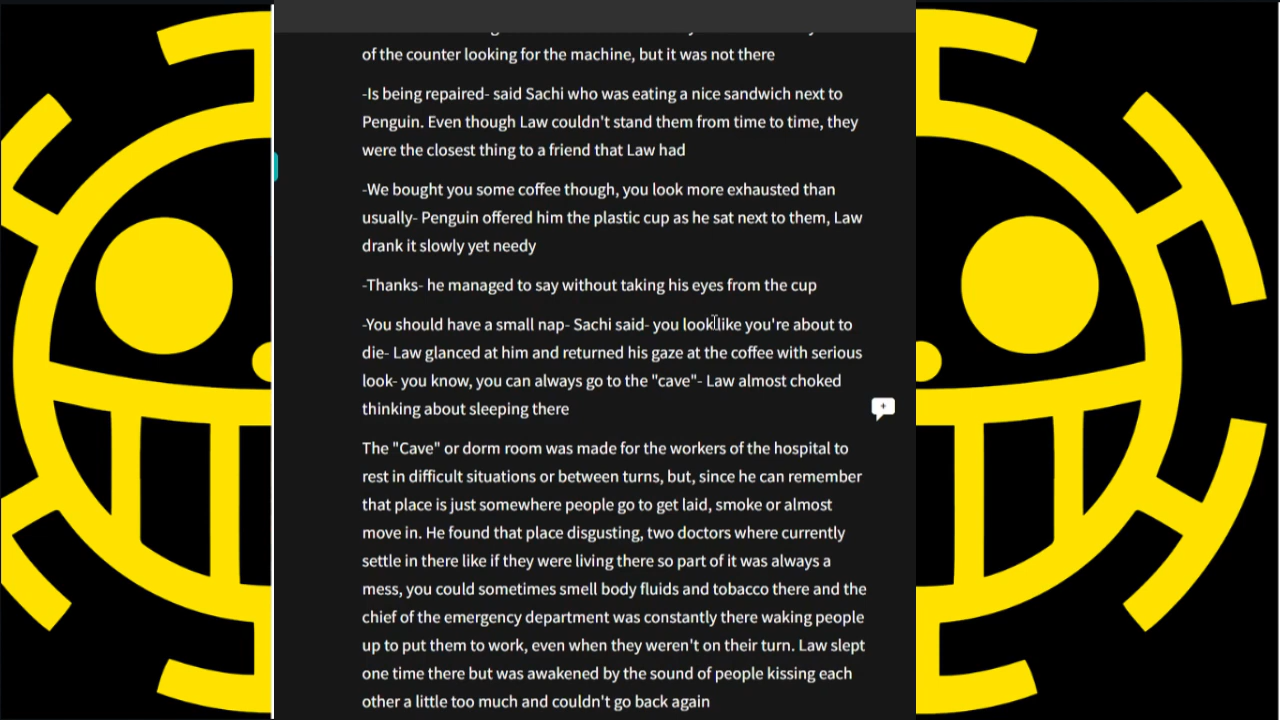 of the counter looking for the machine, but it was not there
-Is being repaired- said Sachi who was eating a nice sandwich next to
Penguin. Even though Law couldn't stand them from time to time, they
were the closest thing to a friend that Law had
-We bought you some coffee though, you look more exhausted than
usually- Penguin offered him the plastic cup as he sat next to them, Law
drank it slowly yet needy
-Thanks- he managed to say without taking his eyes from the cup
-You should have a small nap- Sachi said- you look like you're about to
die- Law glanced at him and returned his gaze at the coffee with serious
look- you know, you can always go to the "cave"- Law almost choked
thinking about sleeping there
The "Cave" or dorm room was made for the workers of the hospital to
rest in difficult situations or between turns, but, since he can remember
that place is just somewhere people go to get laid, smoke or almost
move in. He found that place disgusting, two doctors where currently
settle in there like if they were living there so part of it was always a
mess, you could sometimes smell body fluids and tobacco there and the
chief of the emergency department was constantly there waking people
up to put them to work, even when they weren't on their turn. Law slept
one time there but was awakened by the sound of people kissing each
other a little too much and couldn't go back again